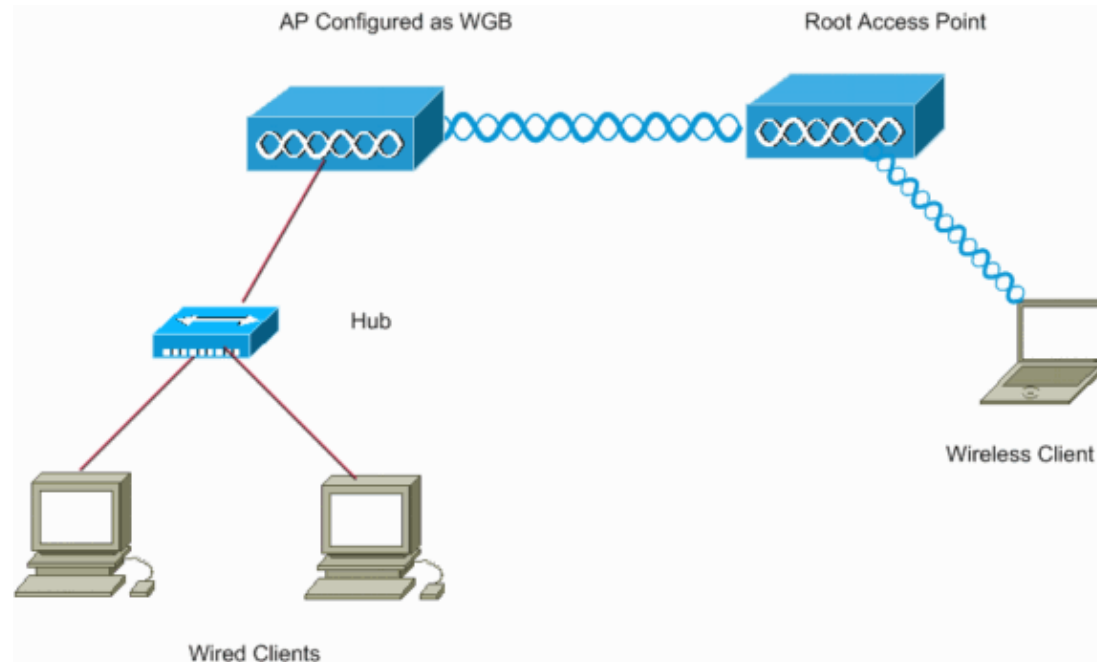 AP Configured as WGB
Root Access Point
Hub
Wireless Client
Wired Clients